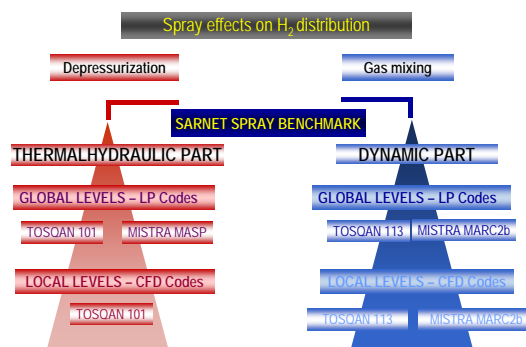 Spray effects on H2 distribution
Depressurization
Gas mixing
SARNET SPRAY BENCHMARK
THERMALHYDRAULIC PART
DYNAMIC PART
GLOBAL LEVELS – LP Codes
GLOBAL LEVELS – LP Codes
TOSQAN 101
MISTRA MASP
TOSQAN 113
MISTRA MARC2b
LOCAL LEVELS – CFD Codes
LOCAL LEVELS – CFD Codes
TOSQAN 101
TOSQAN 113
MISTRA MARC2b